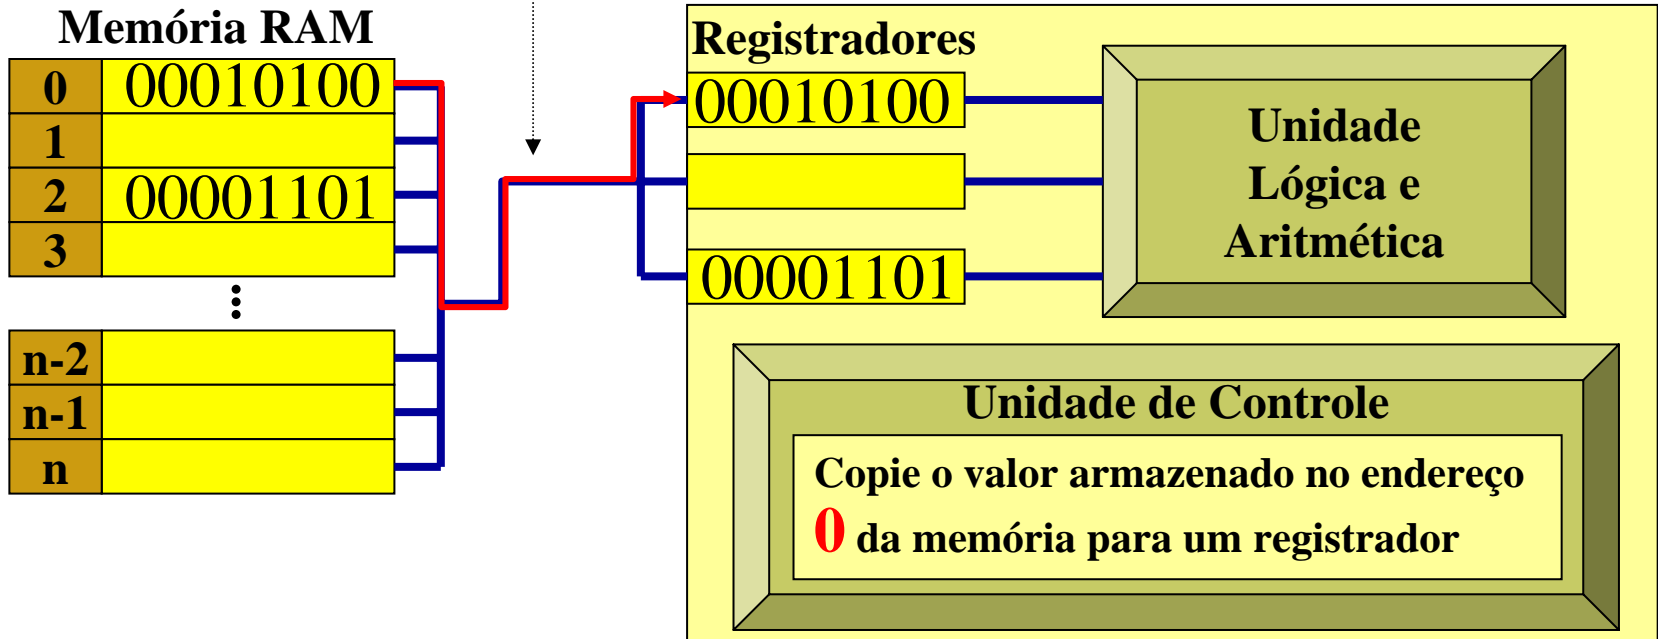 Memória RAM
0 00010100
1
2 00001101
3
n-2
n-1
n
Registradores
00010100
00001101
Unidade
Lógica e
Aritmética
Unidade de Controle
Copie o valor armazenado no endereço
0 da memória para um registrador